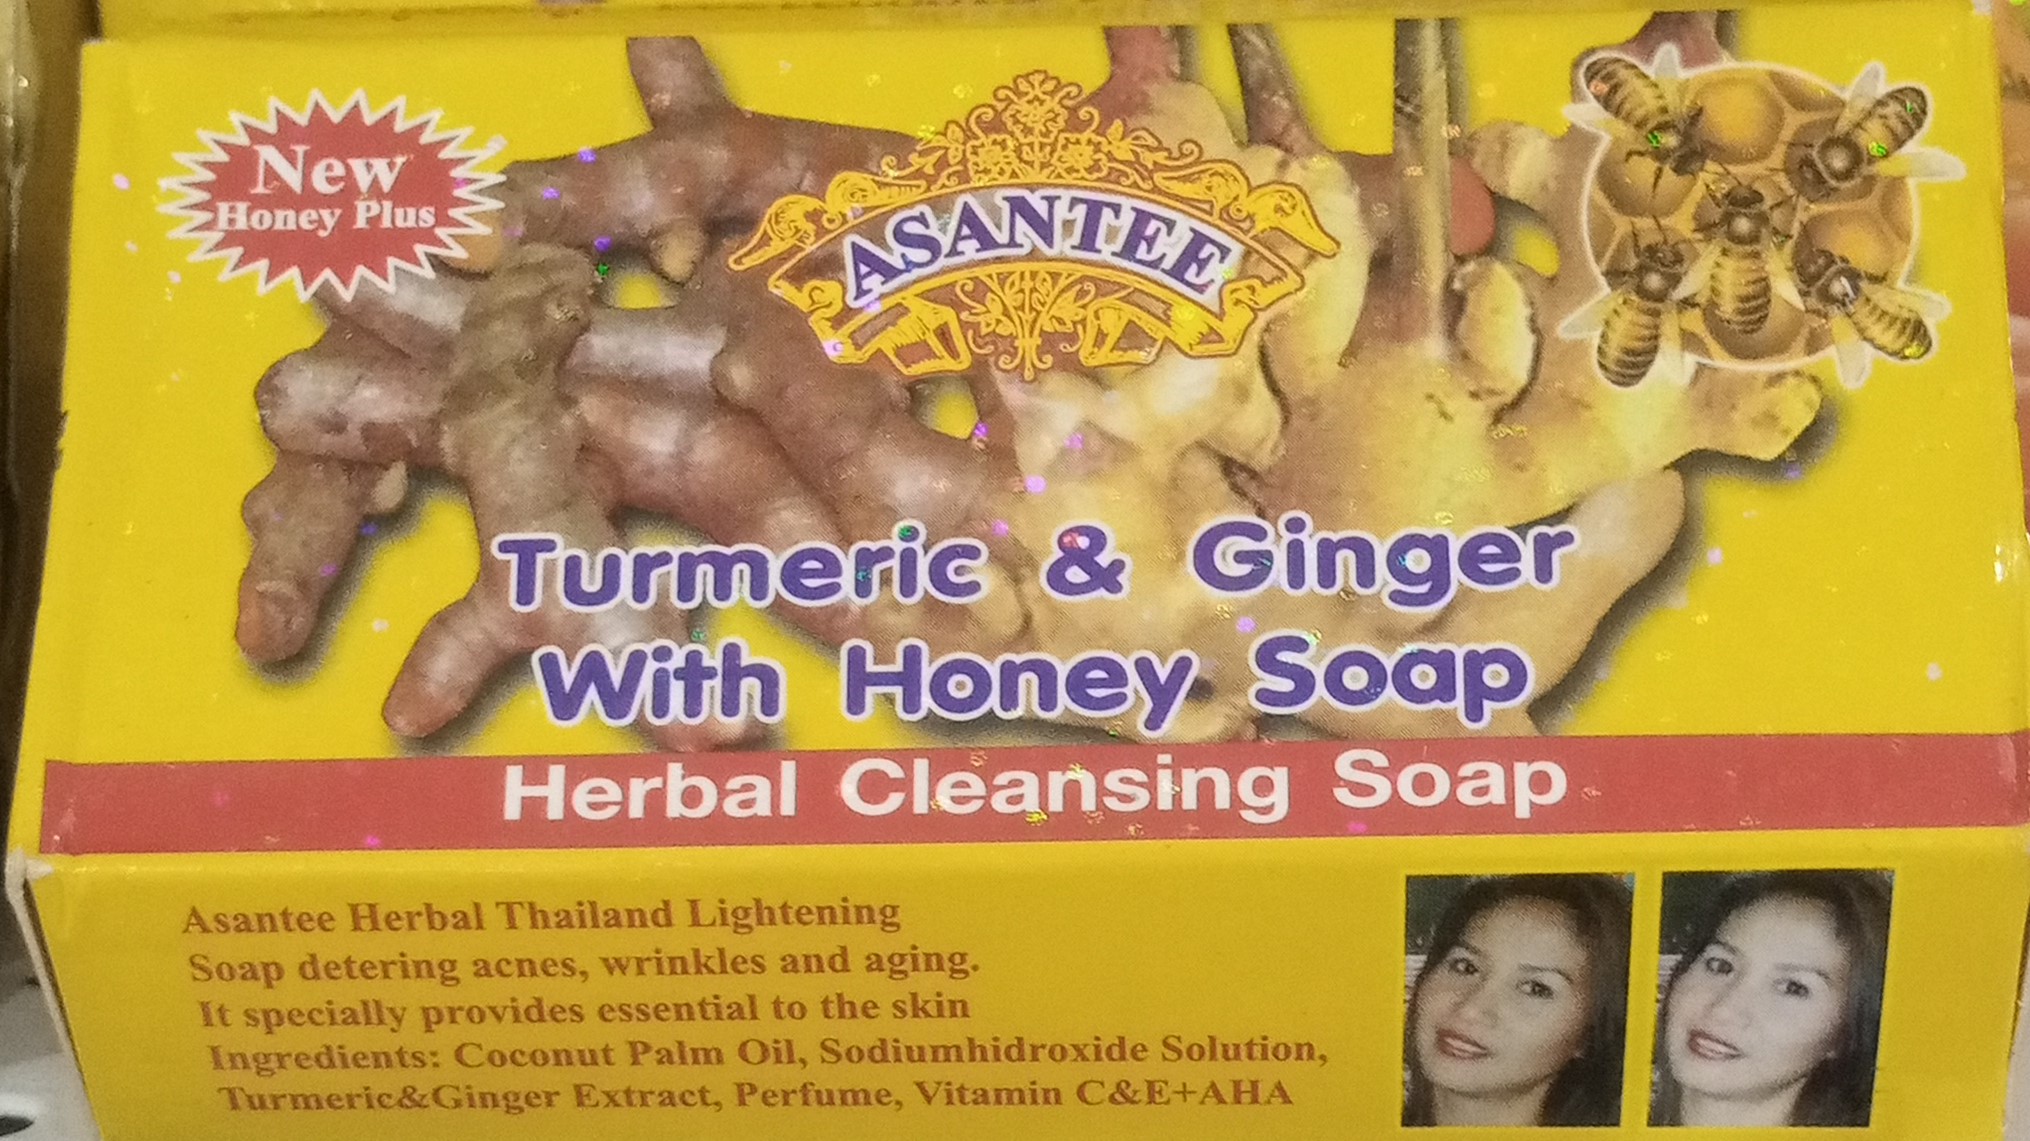 New
Honey Plus
ASANTEE
Turmeric & Ginger
With Honey Soap
Herbal Cleansing Soap
Asantee Herbal Thailand Lightening
Soap detering acnes, wrinkles and aging.
It specially provides essential to the skin
Ingredients: Coconut Palm Oil, Sodiumhidroxide Solution,
Turmeric&Ginger Extract, Perfume, Vitamin C&E+AHA